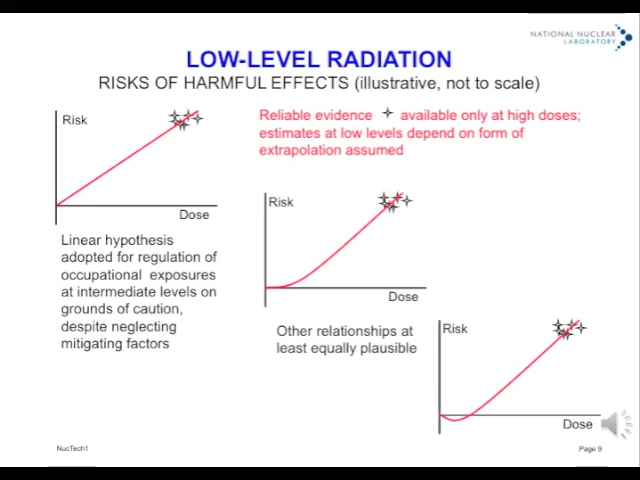 NATIONAL NUCLEAR
LABORATORY
LOW-LEVEL RADIATION
RISKS OF HARMFUL EFFECTS (illustrative, not to scale)
Risk
Dose
Reliable evidence available only at high doses;
estimates at low levels depend on form of
extrapolation assumed
Risk
Dose
Linear hypothesis
adopted for regulation of
occupational exposures
at intermediate levels on
grounds of caution,
despite neglecting
mitigating factors
Other relationships at
least equally plausible
Risk
Dose
NucTech1
Page 9